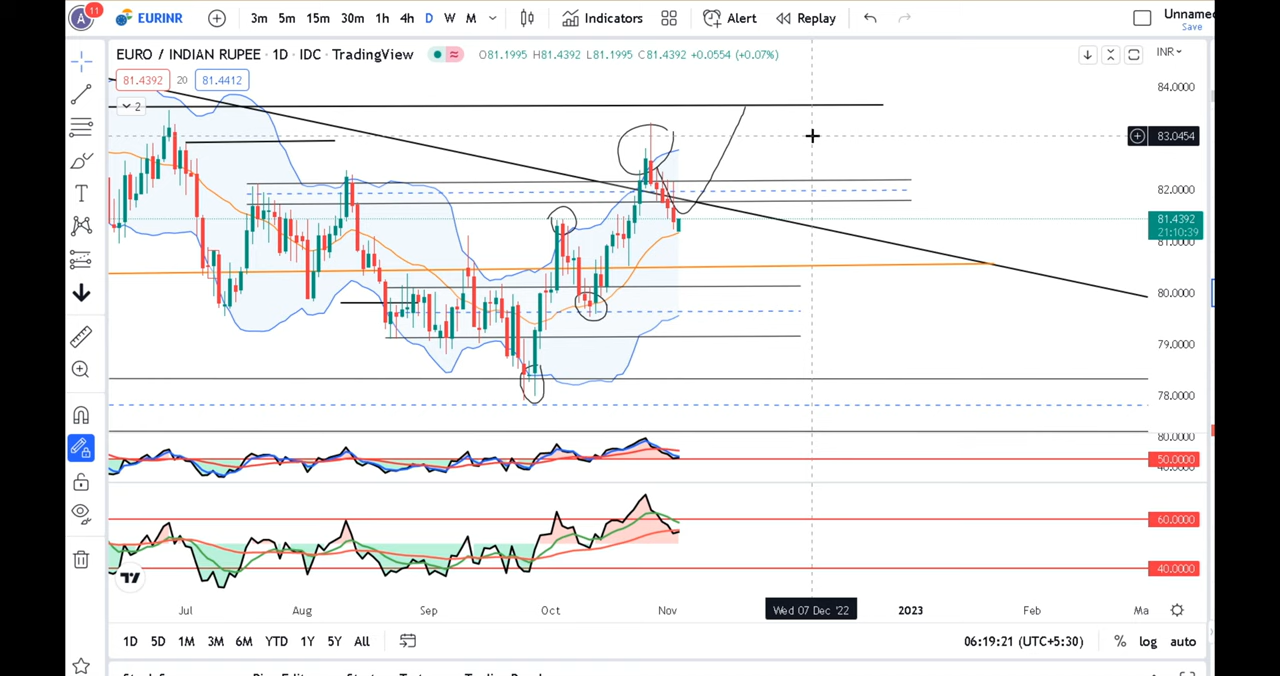 A 11 EURINR 3m 5m 15m 30m 1h 4h D W M Indicators Alert Replay Unname
Save
EURO / INDIAN RUPEE · 1D · IDC · TradingView O81.1995 H81.4392 L81.1995 C81.4392 +0.0554 (+0.07%) INR
81.4392 20 81.4412
84.0000
2
83.0454
82.0000
81.4392
21:10:39
81.0000
80.0000
79.0000
78.0000
80.0000
50.0000
60.0000
40.0000
Jul Aug Sep Oct Nov Wed 07 Dec '22 2023 Feb Ma
1D 5D 1M 3M 6M YTD 1Y 5Y All 06:19:21 (UTC+5:30) % log auto